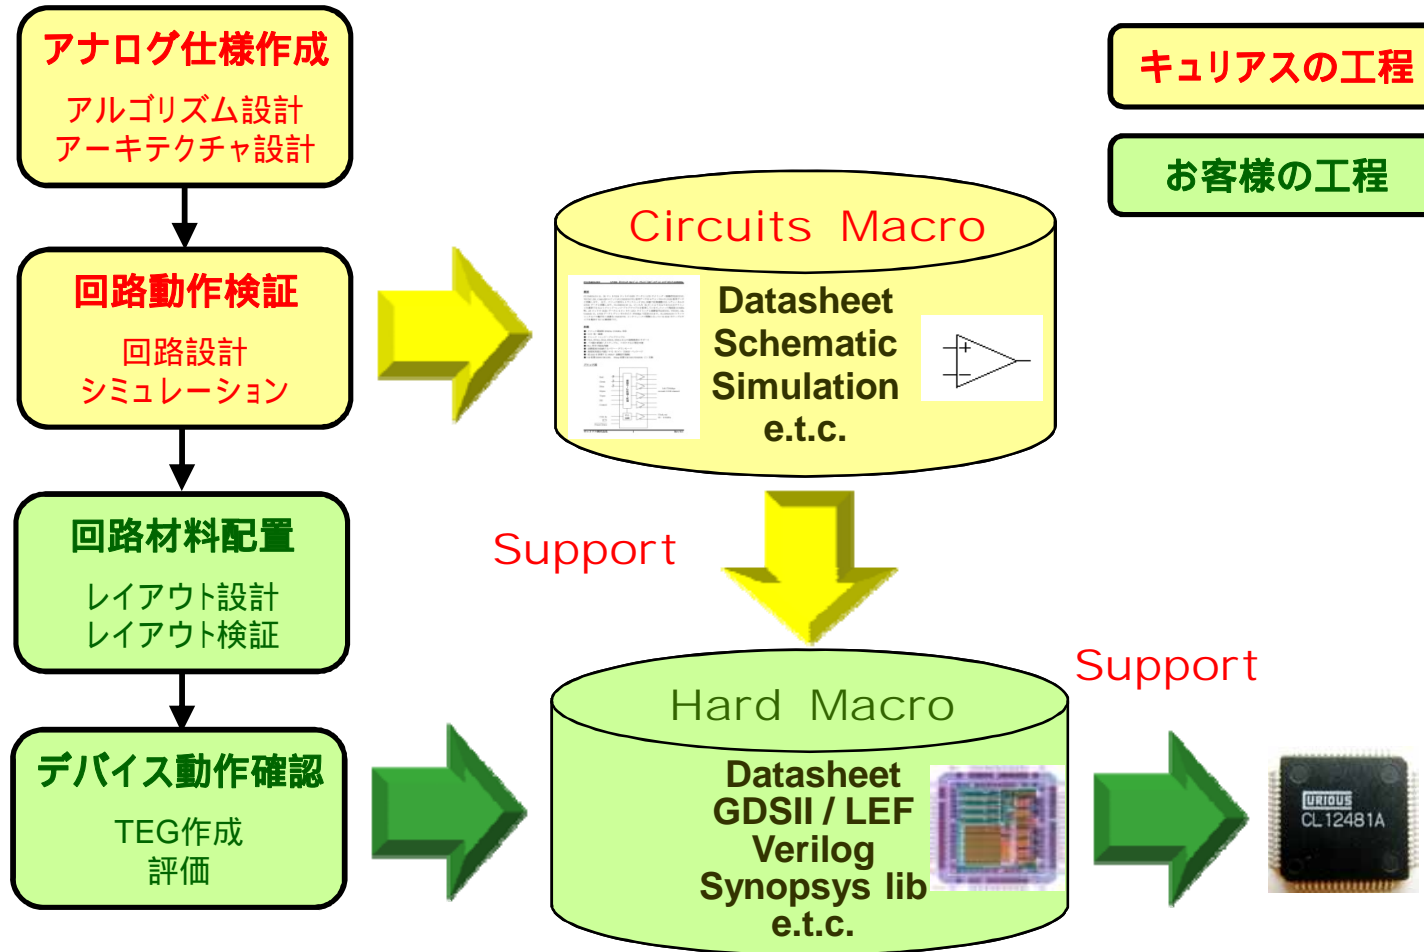 アナログ仕様作成
アルゴリズム設計
アーキテクチャ設計
回路動作検証
回路設計
シミュレーション
回路材料配置
レイアウト設計
レイアウト検証
デバイス動作確認
TEG作成
評価
キュリアスの工程
お客様の工程
Circuits Macro
Datasheet
Schematic
Simulation
e.t.c.
Support
Hard Macro
Datasheet
GDSII / LEF
Verilog
Synopsys lib
e.t.c.
Support
CURIOUS
CL12481A